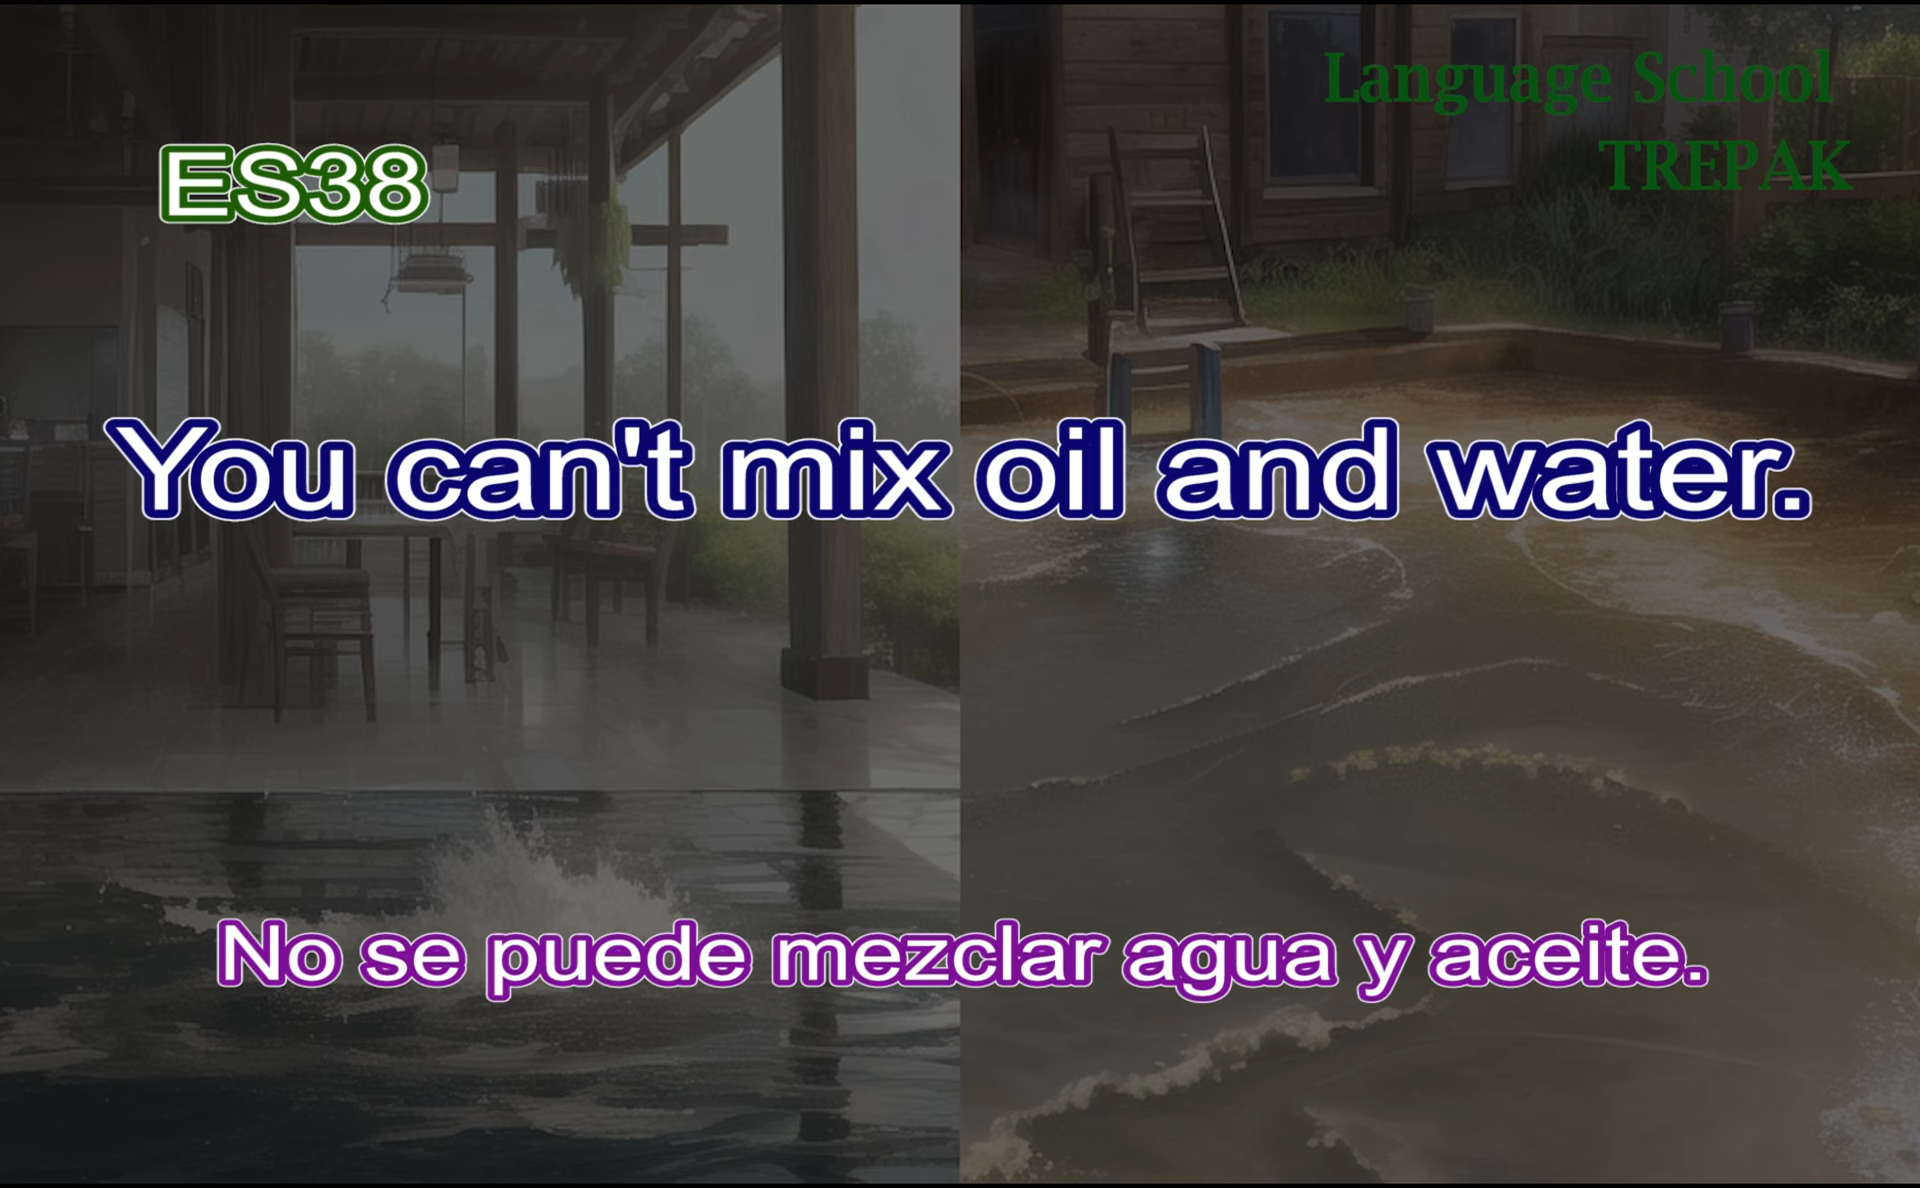 Language School
TREPAK
ES38
You can't mix oil and water.
No se puede mezclar agua y aceite.